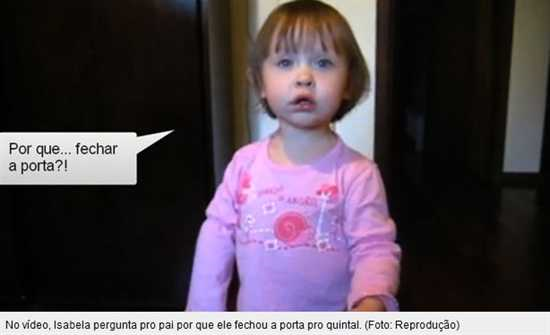 Por que... fechar
a porta?!
No vídeo, Isabela pergunta pro pai por que ele fechou a porta pro quintal. (Foto: Reprodução)